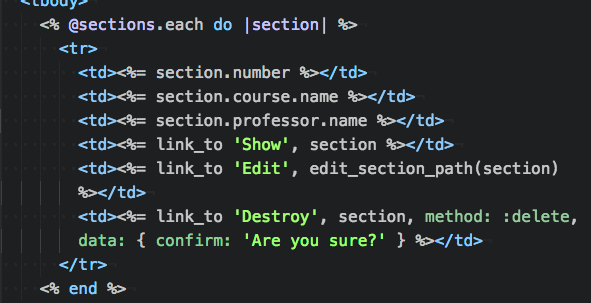 <tbody>
<% @sections.each do |section| %>
<tr>
<td><%= section.number %></td>
<td><%= section.course.name %></td>
<td><%= section.professor.name %></td>
<td><%= link_to 'Show', section %></td>
<td><%= link_to 'Edit', edit_section_path(section)
%></td>
<td><%= link_to 'Destroy', section, method: :delete,
data: { confirm: 'Are you sure?' } %></td>
</tr>
<% end %>